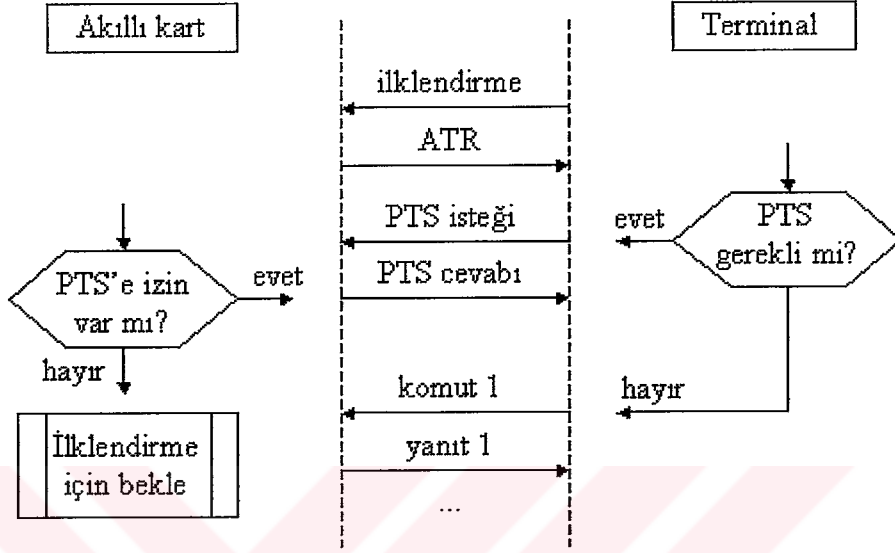 Akıllı kart
Terminal
ilklendirme
ATR
PTS isteği
evet
PTS
gerekli mi?
PTS'e izin
var mı?
evet
PTS cevabı
hayır
komut 1
hayır
İlklendirme
için bekle
yanıt 1
...